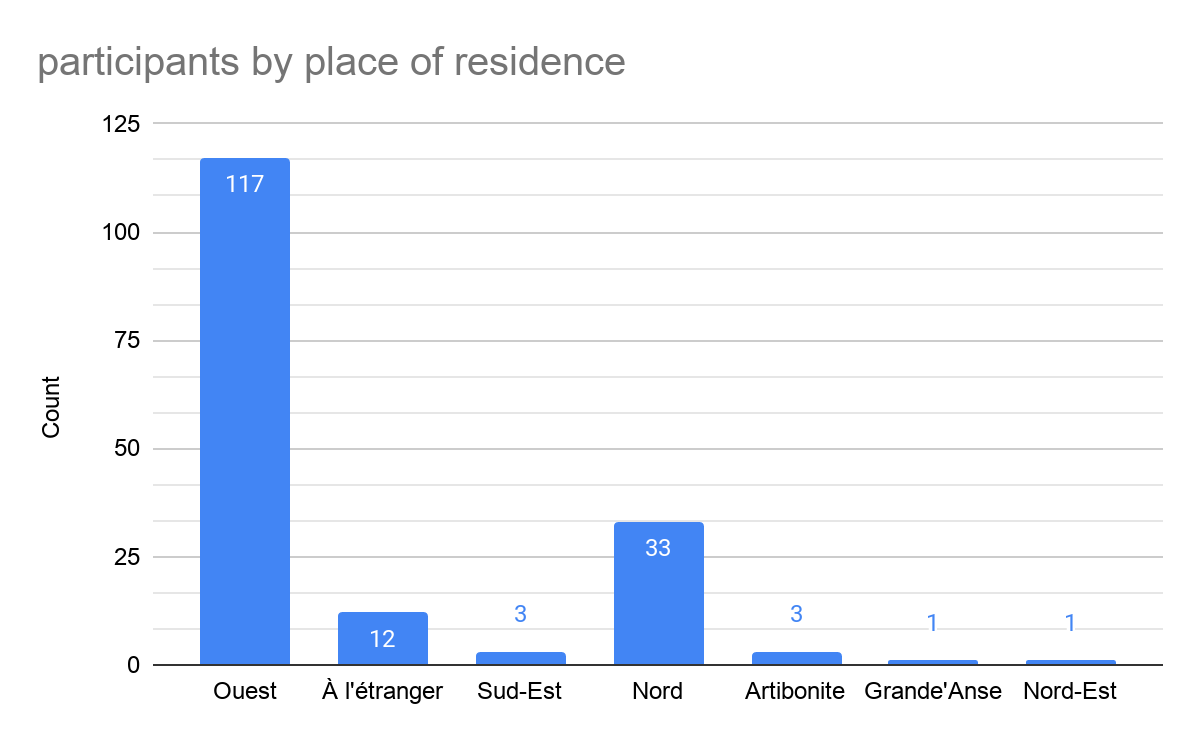 participants by place of residence
125
100
75
50
25
0
Count
117
12
3
33
3
1
1
Ouest
À l'étranger
Sud-Est
Nord
Artibonite
Grande'Anse
Nord-Est